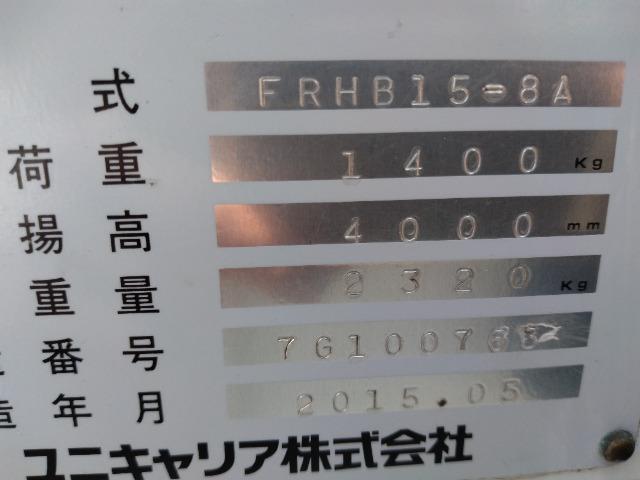 式 FRHB15-8A
荷重 1400 Kg
揚高 4000 mm
重量 2320 Kg
番号
年月 2015.05
ユニキャリア株式会社